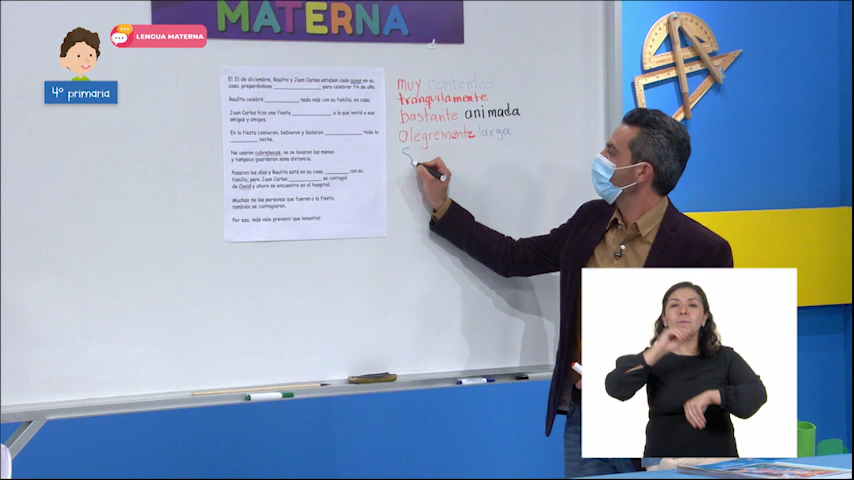 MATERNA
LENGUA MATERNA
4° primaria
El 31 de diciembre, Raulito y Juan Carlos estaban cada quien en su
casa, preparándose ________________ para celebrar fin de año.
Raulito celebró ____________ nada más con su familia, en casa.
Juan Carlos hizo una fiesta ____________ a la que invitó a sus
amigas y amigos.
En la fiesta comieron, bebieron y bailaron ____________ toda la
_________ noche.
No usaron cubrebocas, no se lavaron las manos
y tampoco guardaron sana distancia.
Pasaron los días y Raulito está en su casa, ________ con su
familia, pero Juan Carlos ____________ se contagió
de Covid y ahora se encuentra en el hospital.
Muchas de las personas que fueron a la fiesta,
también se contagiaron.
Por eso, más vale prevenir que lamentar.
muy contentos
tranquilamente
bastante animada
alegremente larga
S